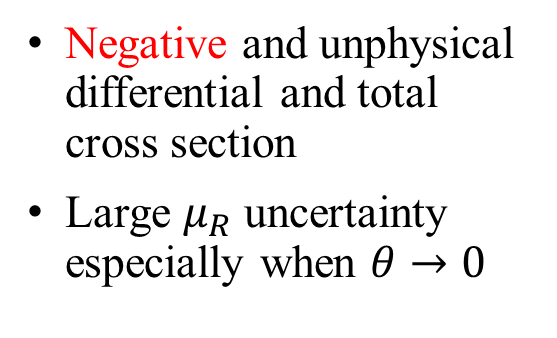 • Negative and unphysical
differential and total
cross section
• Large μ_R uncertainty
especially when θ → 0